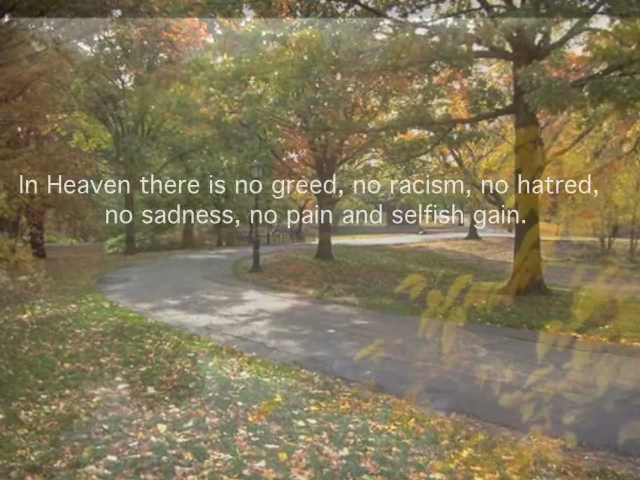 In Heaven there is no greed, no racism, no hatred,
no sadness, no pain and selfish gain.